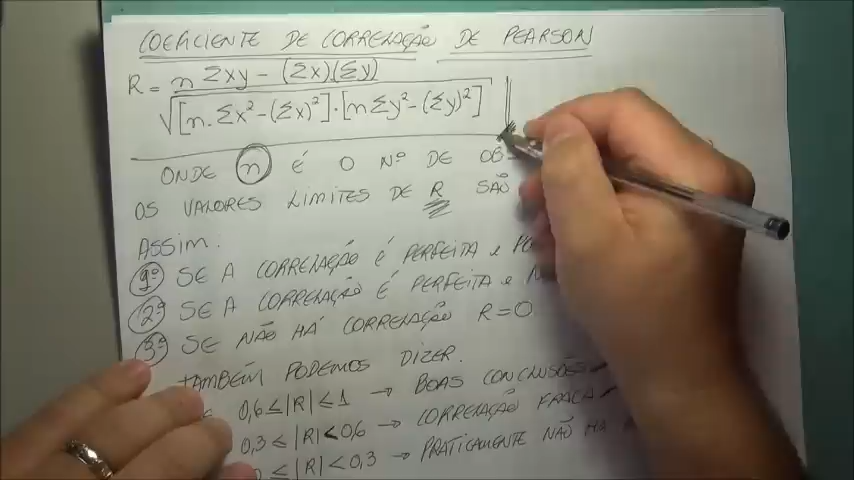 COEFICIENTE DE CORRELAÇÃO DE PEARSON
R = n Σxy - (Σx)(Σy)
√[n. Σx² - (Σx)²]·[n Σy² - (Σy)²]
ONDE n É O Nº DE
OS VALORES LIMITES DE R SÃO
ASSIM:
1º SE A CORRELAÇÃO É PERFEITA e
2º SE A CORRELAÇÃO É PERFEITA e
3º SE NÃO HÁ CORRELAÇÃO R=0
TAMBÉM PODEMOS DIZER.
0,6 ≤ |R| ≤ 1 → BOAS CONCLUSÕES
0,3 ≤ |R| < 0,6 → CORRELAÇÃO FRACA
0 ≤ |R| < 0,3 → PRATICAMENTE NÃO HÁ